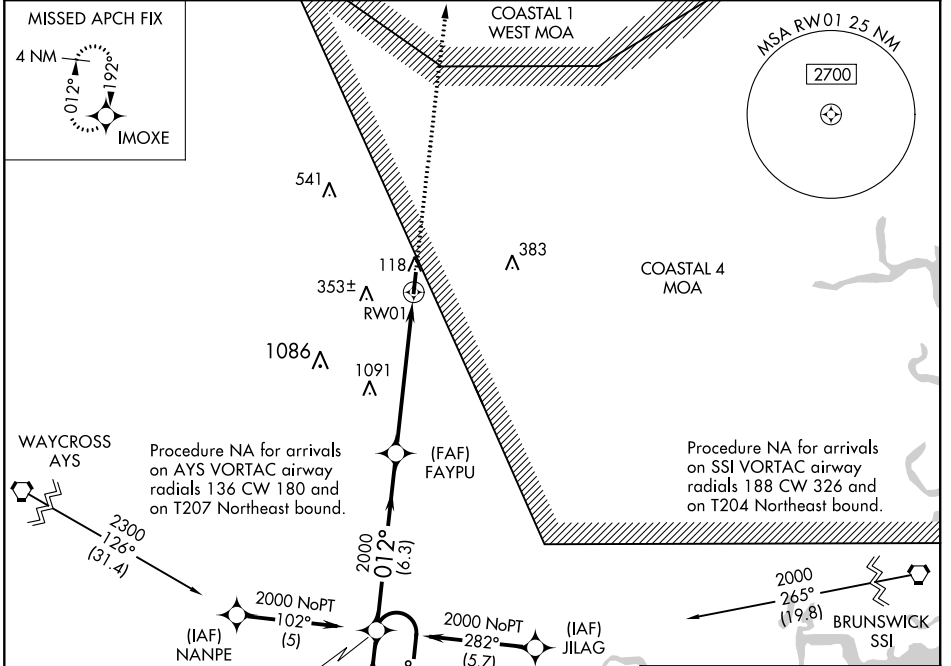 MISSED APCH FIX
4 NM
012°
192°
IMOXE
COASTAL 1
WEST MOA
MSA RW01 25 NM
2700
541
118
383
353±
RW01
COASTAL 4
MOA
1086
1091
WAYCROSS
AYS
Procedure NA for arrivals
on AYS VORTAC airway
radials 136 CW 180 and
on T207 Northeast bound.
(FAF)
FAYPU
Procedure NA for arrivals
on SSI VORTAC airway
radials 188 CW 326 and
on T204 Northeast bound.
2300
126°
(31.4)
2000
012°
(6.3)
2000
265°
(19.8)
BRUNSWICK
SSI
2000 NoPT
102°
(5)
(IAF)
NANPE
2000 NoPT
282°
(5.7)
(IAF)
JILAG